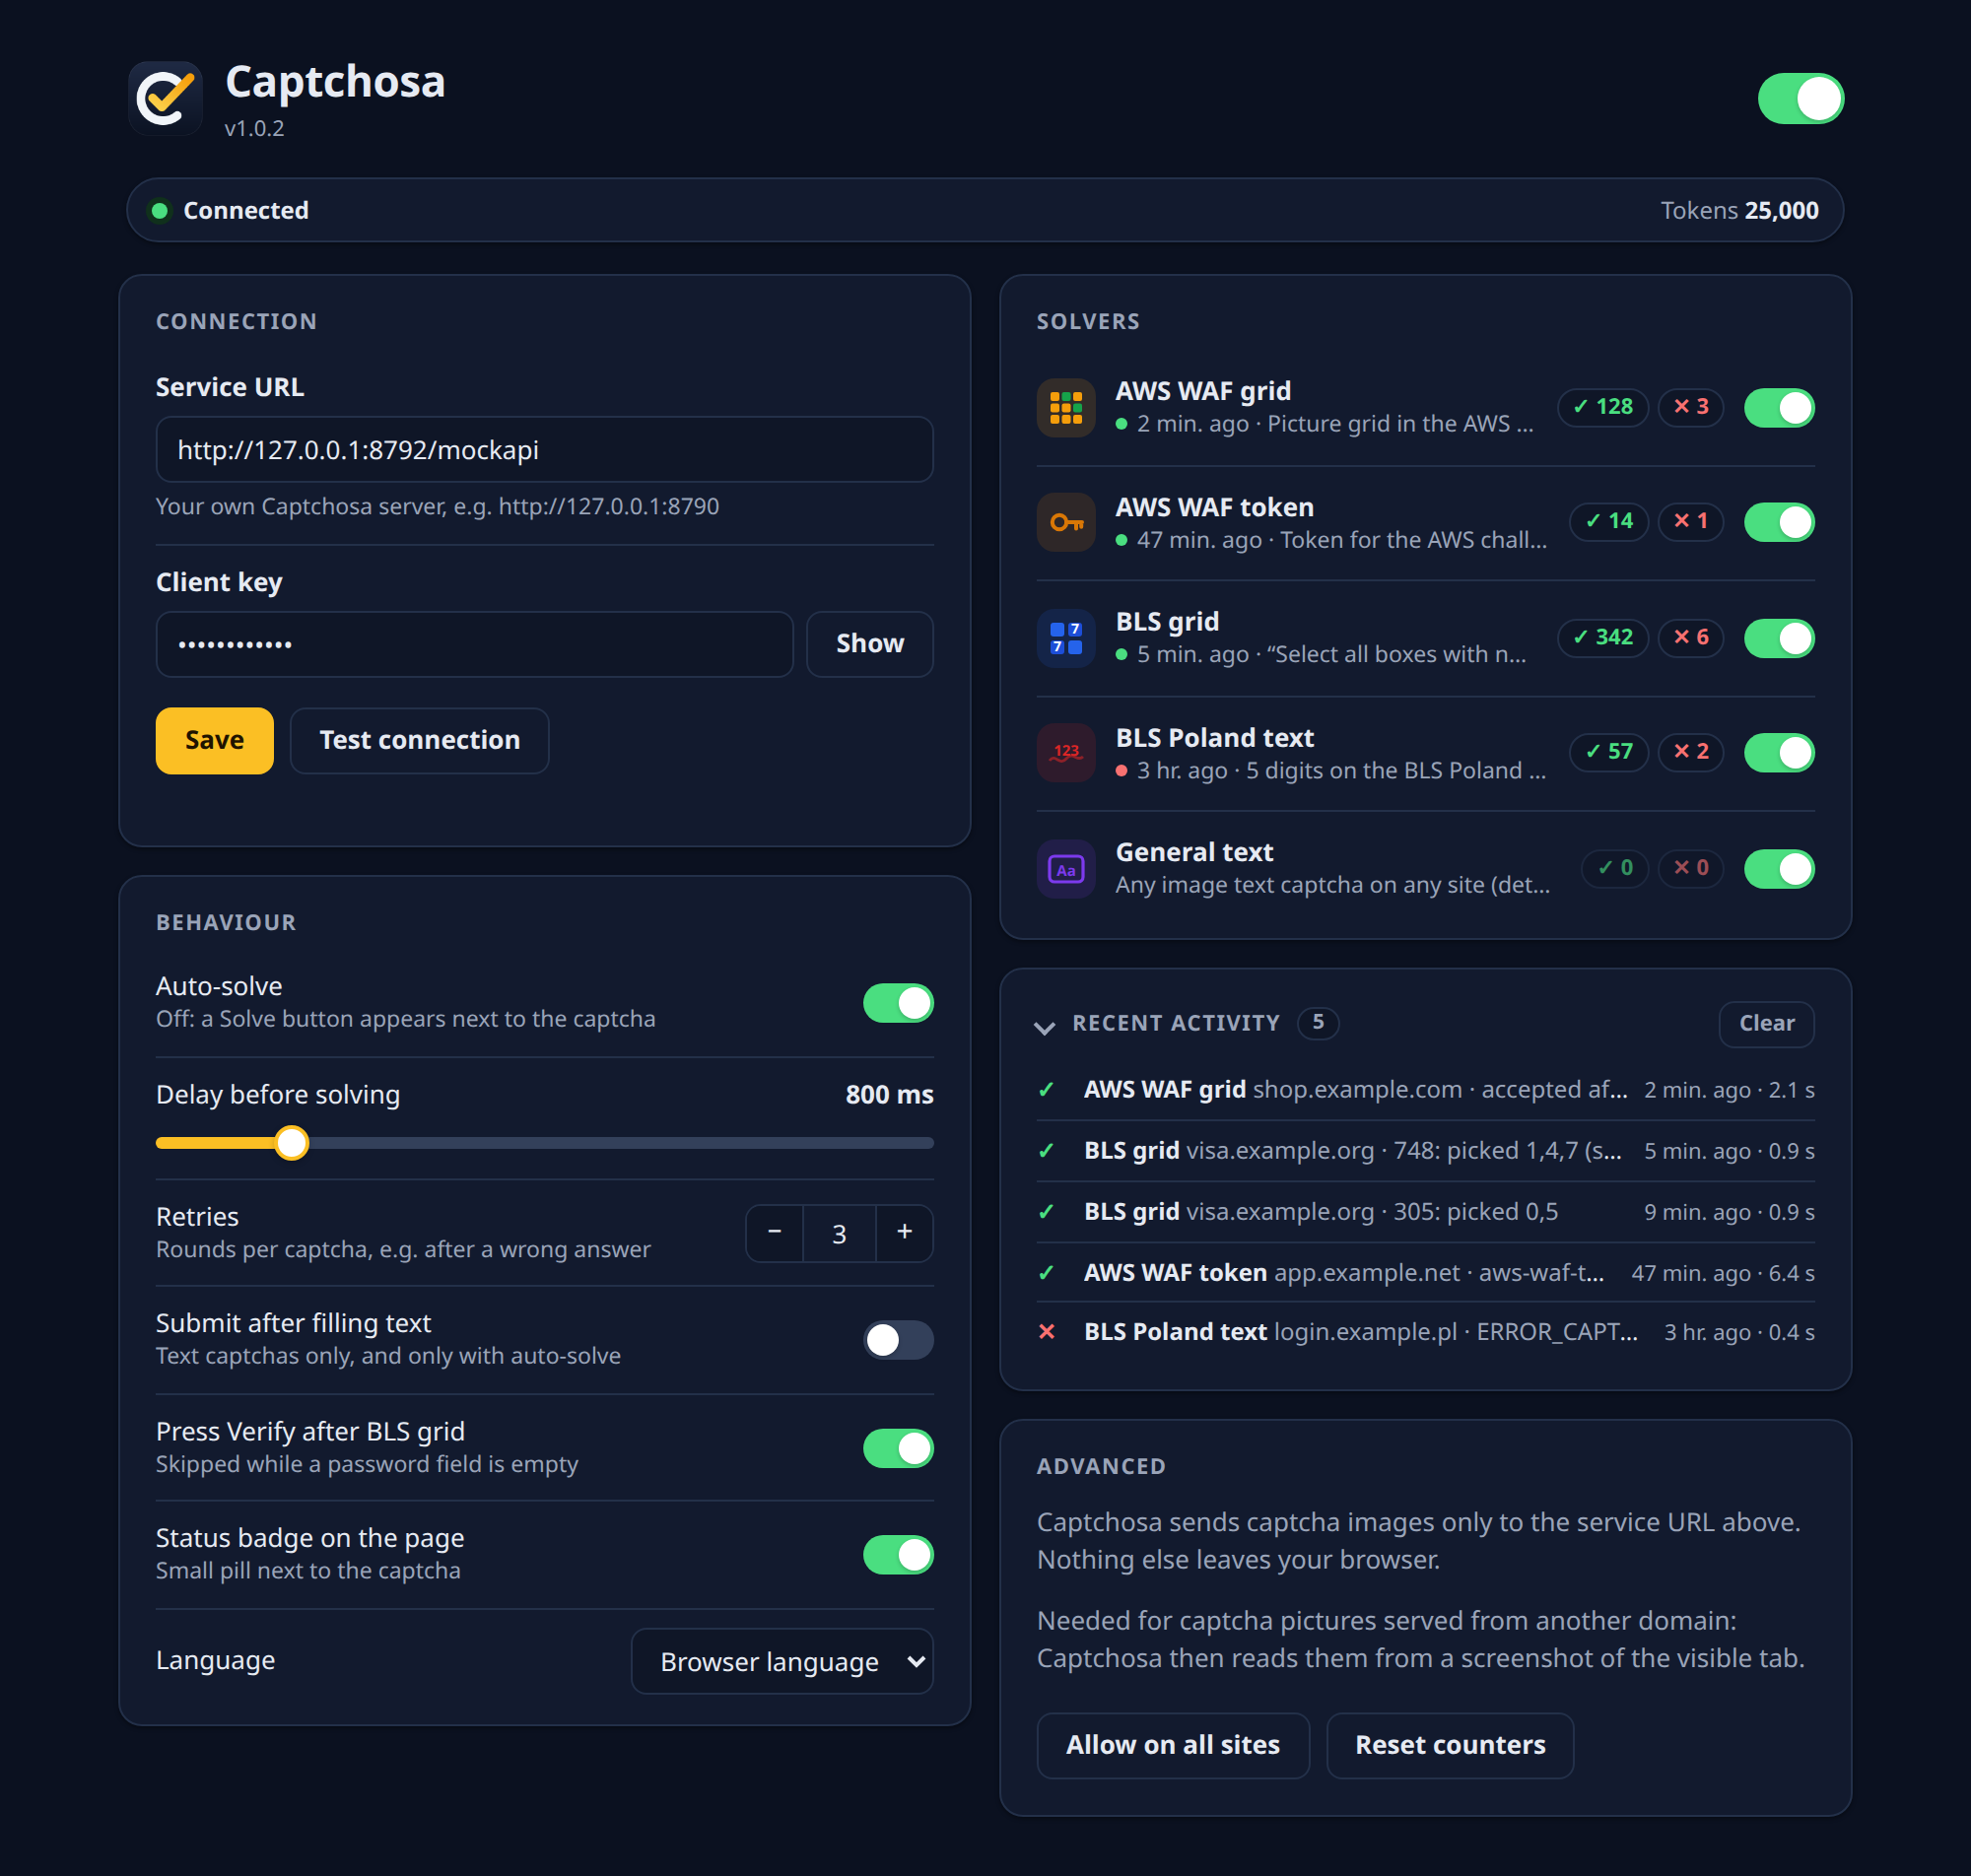 Captchosa
v1.0.2
Connected
Tokens 25,000
CONNECTION
Service URL
http://127.0.0.1:8792/mockapi
Your own Captchosa server, e.g. http://127.0.0.1:8790
Client key
••••••••••••
Show
Save
Test connection
BEHAVIOUR
Auto-solve
Off: a Solve button appears next to the captcha
Delay before solving
800 ms
Retries
Rounds per captcha, e.g. after a wrong answer
− 3 +
Submit after filling text
Text captchas only, and only with auto-solve
Press Verify after BLS grid
Skipped while a password field is empty
Status badge on the page
Small pill next to the captcha
Language
Browser language
SOLVERS
AWS WAF grid
2 min. ago · Picture grid in the AWS ...
✓ 128 ✕ 3
AWS WAF token
47 min. ago · Token for the AWS chall...
✓ 14 ✕ 1
7
7
BLS grid
5 min. ago · “Select all boxes with n...
✓ 342 ✕ 6
123
BLS Poland text
3 hr. ago · 5 digits on the BLS Poland ...
✓ 57 ✕ 2
Aa
General text
Any image text captcha on any site (det...
✓ 0 ✕ 0
RECENT ACTIVITY 5
Clear
✓ AWS WAF grid shop.example.com · accepted af... 2 min. ago · 2.1 s
✓ BLS grid visa.example.org · 748: picked 1,4,7 (s... 5 min. ago · 0.9 s
✓ BLS grid visa.example.org · 305: picked 0,5 9 min. ago · 0.9 s
✓ AWS WAF token app.example.net · aws-waf-t... 47 min. ago · 6.4 s
✕ BLS Poland text login.example.pl · ERROR_CAPT... 3 hr. ago · 0.4 s
ADVANCED
Captchosa sends captcha images only to the service URL above.
Nothing else leaves your browser.
Needed for captcha pictures served from another domain:
Captchosa then reads them from a screenshot of the visible tab.
Allow on all sites
Reset counters